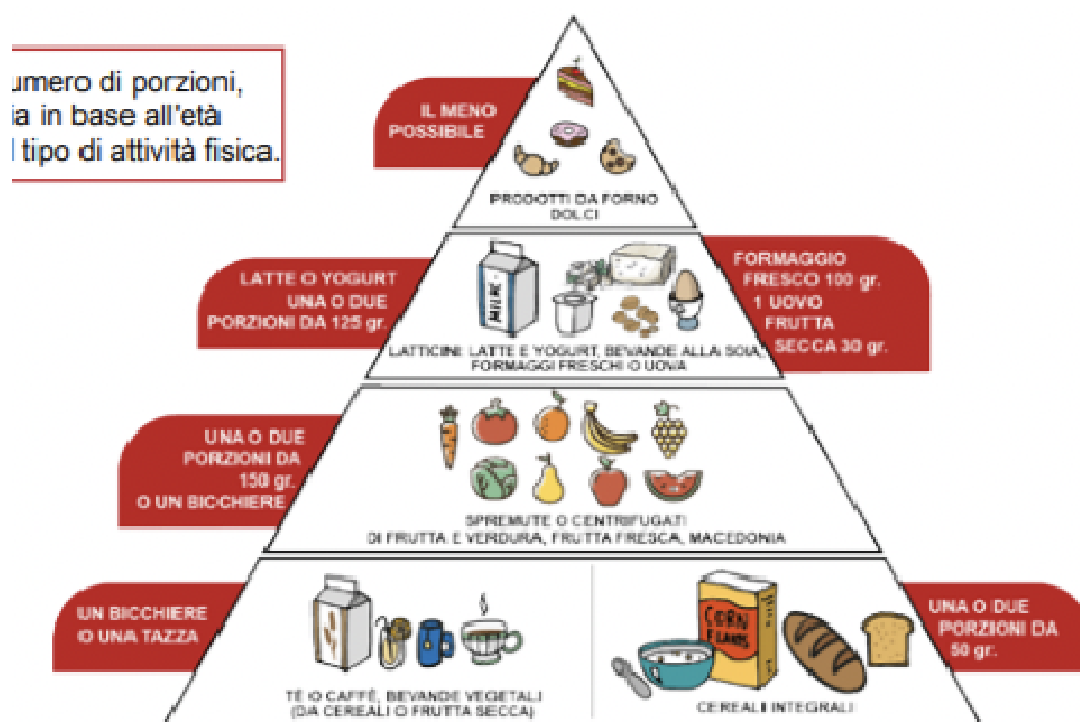 umero di porzioni,
ia in base all'età
l tipo di attività fisica.
IL MENO
POSSIBILE
PRODOTTI DA FORNO
DOLCI
LATTE O YOGURT
UNA O DUE
PORZIONI DA 125 gr.
FORMAGGIO
FRESCO 100 gr.
1 UOVO
FRUTTA
SECCA 30 gr.
MILK
LATTICINI: LATTE E YOGURT, BEVANDE ALLA SOIA,
FORMAGGI FRESCHI O UOVA
UNA O DUE
PORZIONI DA
150 gr.
O UN BICCHIERE
SPREMUTE O CENTRIFUGATI
DI FRUTTA E VERDURA, FRUTTA FRESCA, MACEDONIA
UN BICCHIERE
O UNA TAZZA
TÈ O CAFFÈ, BEVANDE VEGETALI
(DA CEREALI O FRUTTA SECCA)
CORN
FLAKES
CEREALI INTEGRALI
UNA O DUE
PORZIONI DA
50 gr.